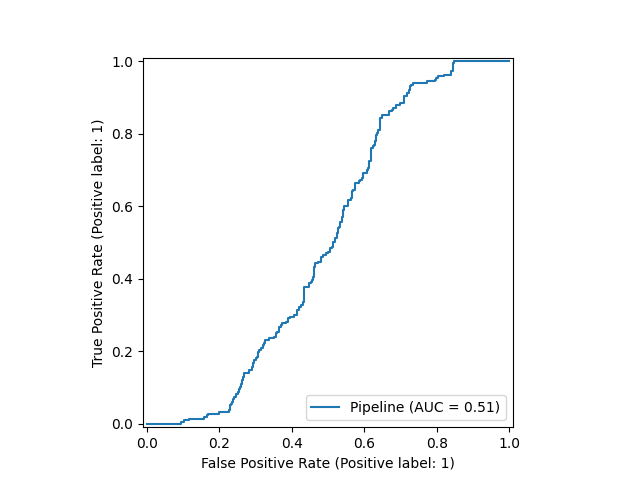 1.0
0.8
0.6
0.4
0.2
0.0
True Positive Rate (Positive label: 1)
Pipeline (AUC = 0.51)
0.0 0.2 0.4 0.6 0.8 1.0
False Positive Rate (Positive label: 1)